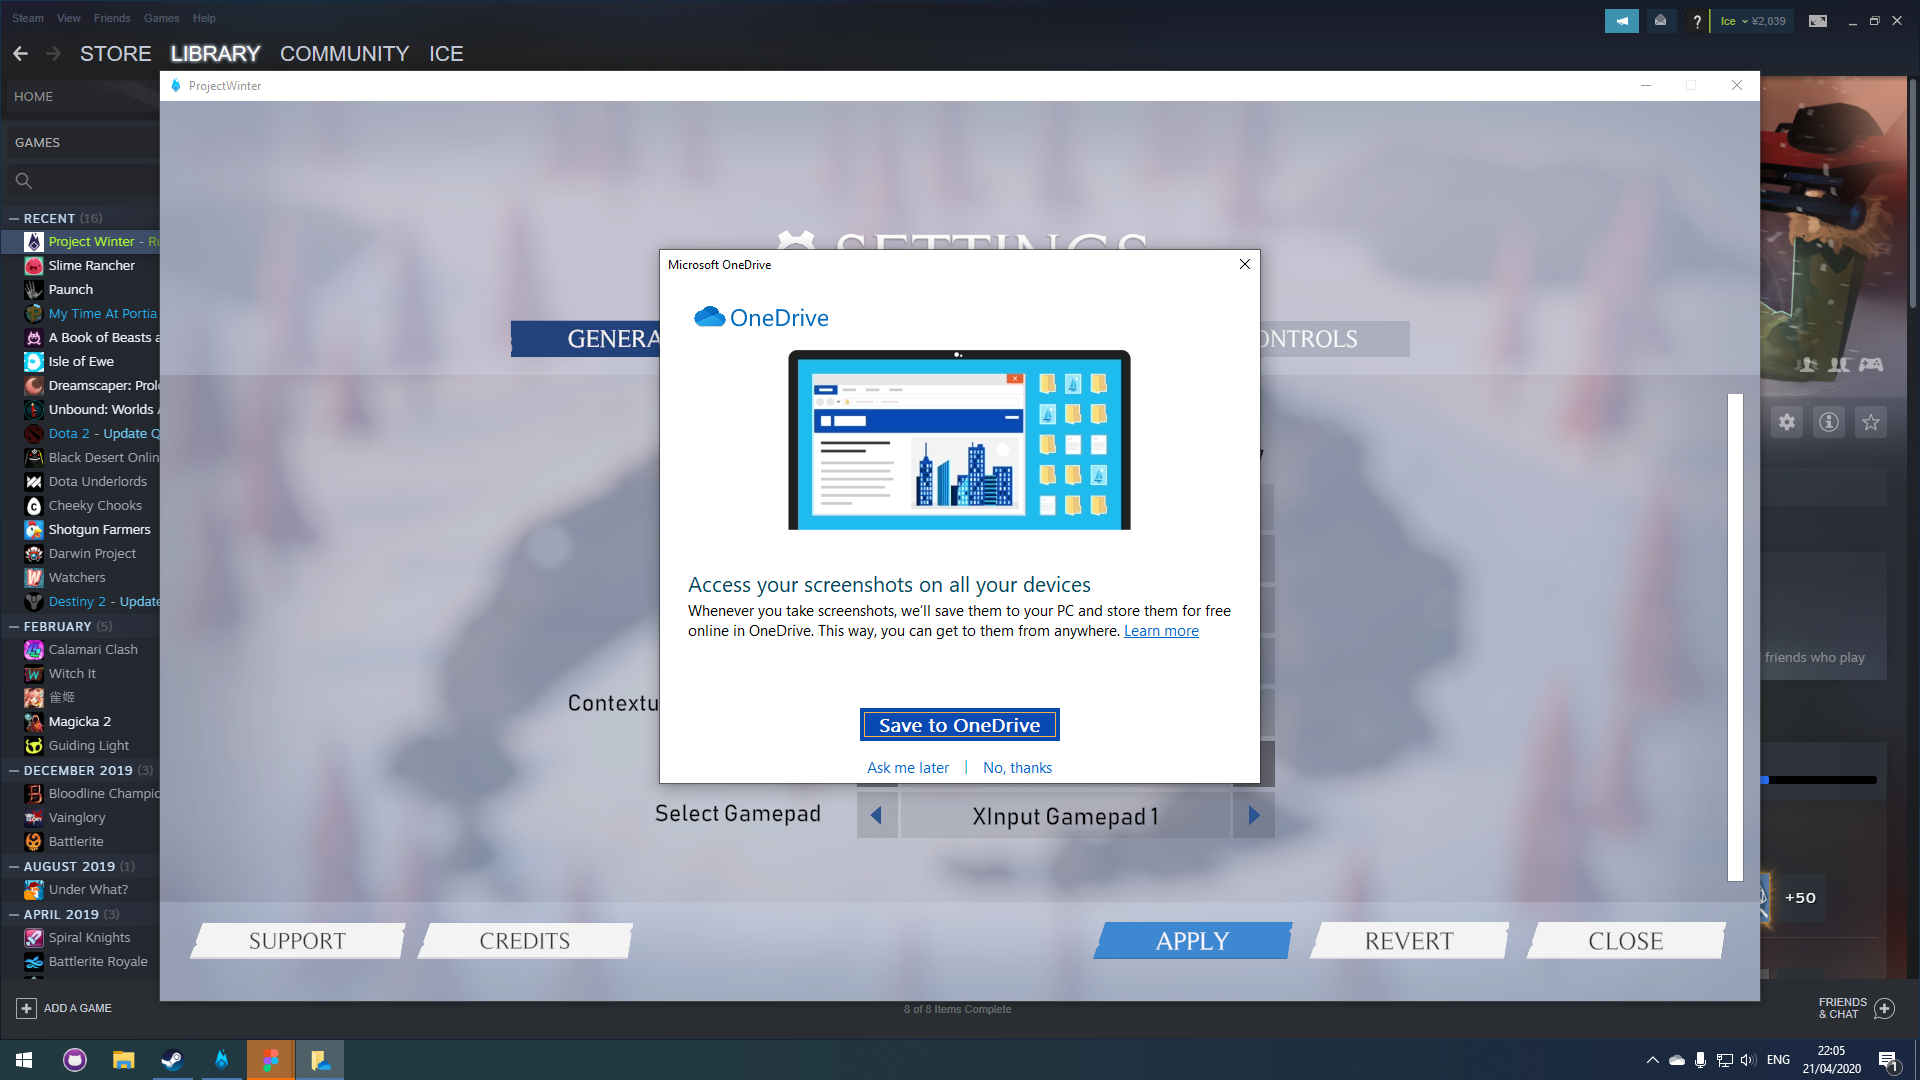 Steam View Friends Games Help
Ice ¥2,039
STORE LIBRARY COMMUNITY ICE
ProjectWinter
HOME
GAMES
RECENT (16)
Project Winter - Ru
Slime Rancher
Paunch
My Time At Portia
A Book of Beasts a
Isle of Ewe
Dreamscaper: Prol
Unbound: Worlds A
Dota 2 - Update Q
Black Desert Onlin
Dota Underlords
Cheeky Chooks
Shotgun Farmers
Darwin Project
Watchers
Destiny 2 - Update
FEBRUARY (5)
Calamari Clash
Witch It
雀姬
Magicka 2
Guiding Light
DECEMBER 2019 (3)
Bloodline Champic
Vainglory
Battlerite
AUGUST 2019 (1)
Under What?
APRIL 2019 (3)
Spiral Knights
Battlerite Royale
ADD A GAME
SETTINGS
GENERA
ONTROLS
Microsoft OneDrive
OneDrive
Access your screenshots on all your devices
Whenever you take screenshots, we'll save them to your PC and store them for free
online in OneDrive. This way, you can get to them from anywhere. Learn more
Save to OneDrive
Ask me later | No, thanks
Contextu
Select Gamepad
XInput Gamepad 1
SUPPORT CREDITS APPLY REVERT CLOSE
friends who play
+50
8 of 8 Items Complete
FRIENDS
& CHAT
ENG
22:05
21/04/2020
1